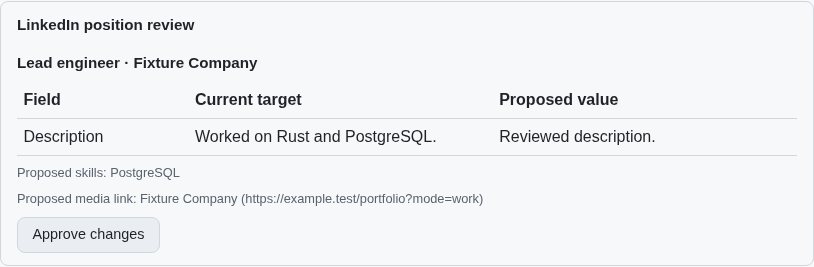 LinkedIn position review
Lead engineer · Fixture Company
Field Current target Proposed value
Description Worked on Rust and PostgreSQL. Reviewed description.
Proposed skills: PostgreSQL
Proposed media link: Fixture Company (https://example.test/portfolio?mode=work)
Approve changes